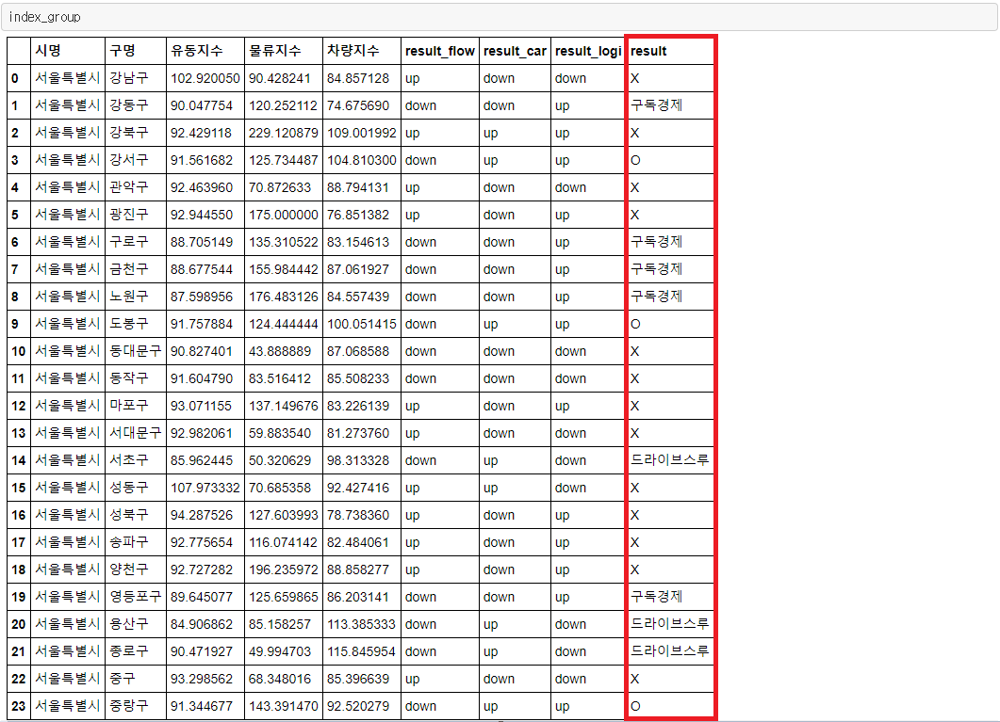 index_group
시명 구명 유동지수 물류지수 차량지수 result_flow result_car result_logi result
0 서울특별시 강남구 102.920050 90.428241 84.857128 up down down X
1 서울특별시 강동구 90.047754 120.252112 74.675690 down down up 구독경제
2 서울특별시 강북구 92.429118 229.120879 109.001992 up up up X
3 서울특별시 강서구 91.561682 125.734487 104.810300 down up up O
4 서울특별시 관악구 92.463960 70.872633 88.794131 up down down X
5 서울특별시 광진구 92.944550 175.000000 76.851382 up down up X
6 서울특별시 구로구 88.705149 135.310522 83.154613 down down up 구독경제
7 서울특별시 금천구 88.677544 155.984442 87.061927 down down up 구독경제
8 서울특별시 노원구 87.598956 176.483126 84.557439 down down up 구독경제
9 서울특별시 도봉구 91.757884 124.444444 100.051415 down up up O
10 서울특별시 동대문구 90.827401 43.888889 87.068588 down down down X
11 서울특별시 동작구 91.604790 83.516412 85.508233 down down down X
12 서울특별시 마포구 93.071155 137.149676 83.226139 up down up X
13 서울특별시 서대문구 92.982061 59.883540 81.273760 up down down X
14 서울특별시 서초구 85.962445 50.320629 98.313328 down up down 드라이브스루
15 서울특별시 성동구 107.973332 70.685358 92.427416 up up down X
16 서울특별시 성북구 94.287526 127.603993 78.738360 up down up X
17 서울특별시 송파구 92.775654 116.074142 82.484061 up down up X
18 서울특별시 양천구 92.727282 196.235972 88.858277 up down up X
19 서울특별시 영등포구 89.645077 125.659865 86.203141 down down up 구독경제
20 서울특별시 용산구 84.906862 85.158257 113.385333 down up down 드라이브스루
21 서울특별시 종로구 90.471927 49.994703 115.845954 down up down 드라이브스루
22 서울특별시 중구 93.298562 68.348016 85.396639 up down down X
23 서울특별시 중랑구 91.344677 143.391470 92.520279 down up up O